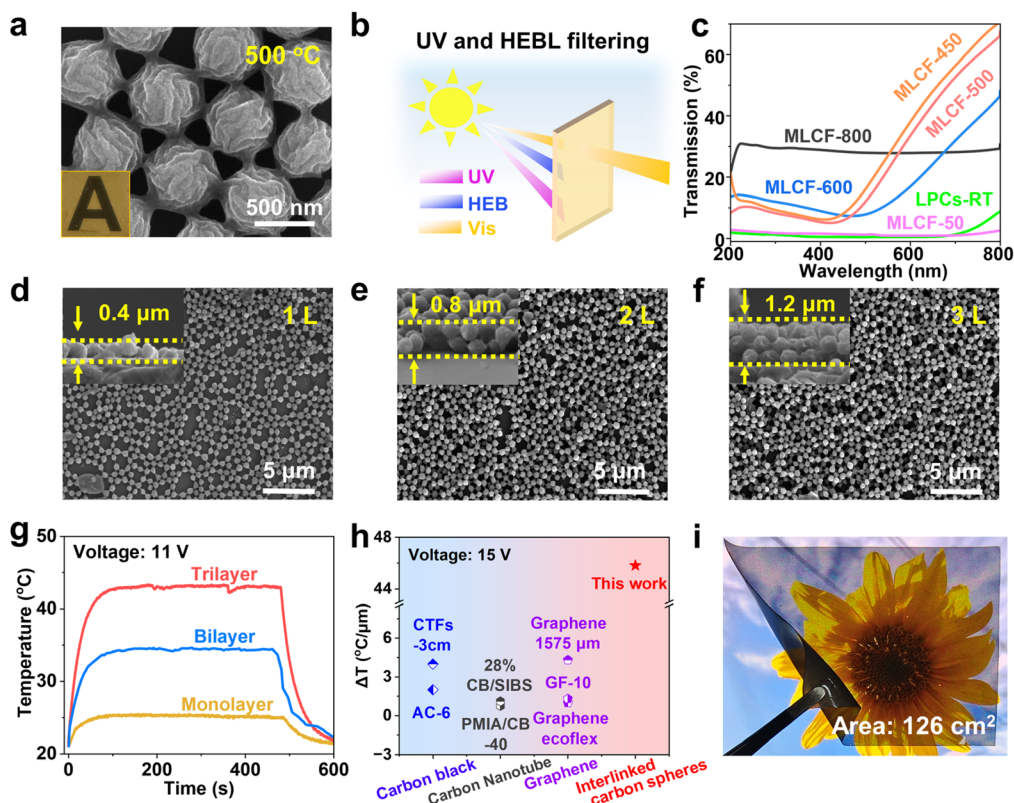 a
500 °C
A
500 nm
b
UV and HEBL filtering
UV
HEB
Vis
c
Transmission (%)
60
40
20
0
MLCF-450
MLCF-500
MLCF-800
MLCF-600
LPCs-RT
MLCF-50
200
400
600
800
Wavelength (nm)
d
0.4 μm
1 L
5 μm
e
0.8 μm
2 L
5 μm
f
1.2 μm
3 L
5 μm
g
Voltage: 11 V
Temperature (°C)
50
40
30
20
Trilayer
Bilayer
Monolayer
0
200
400
600
Time (s)
h
Voltage: 15 V
ΔT (°C/μm)
48
44
6
3
0
−3
This work
CTFs
-3cm
AC-6
28%
CB/SIBS
PMIA/CB
-40
Graphene
1575 μm
GF-10
Graphene
ecoflex
Carbon black
Carbon Nanotube
Graphene
Interlinked
carbon spheres
i
Area: 126 cm²